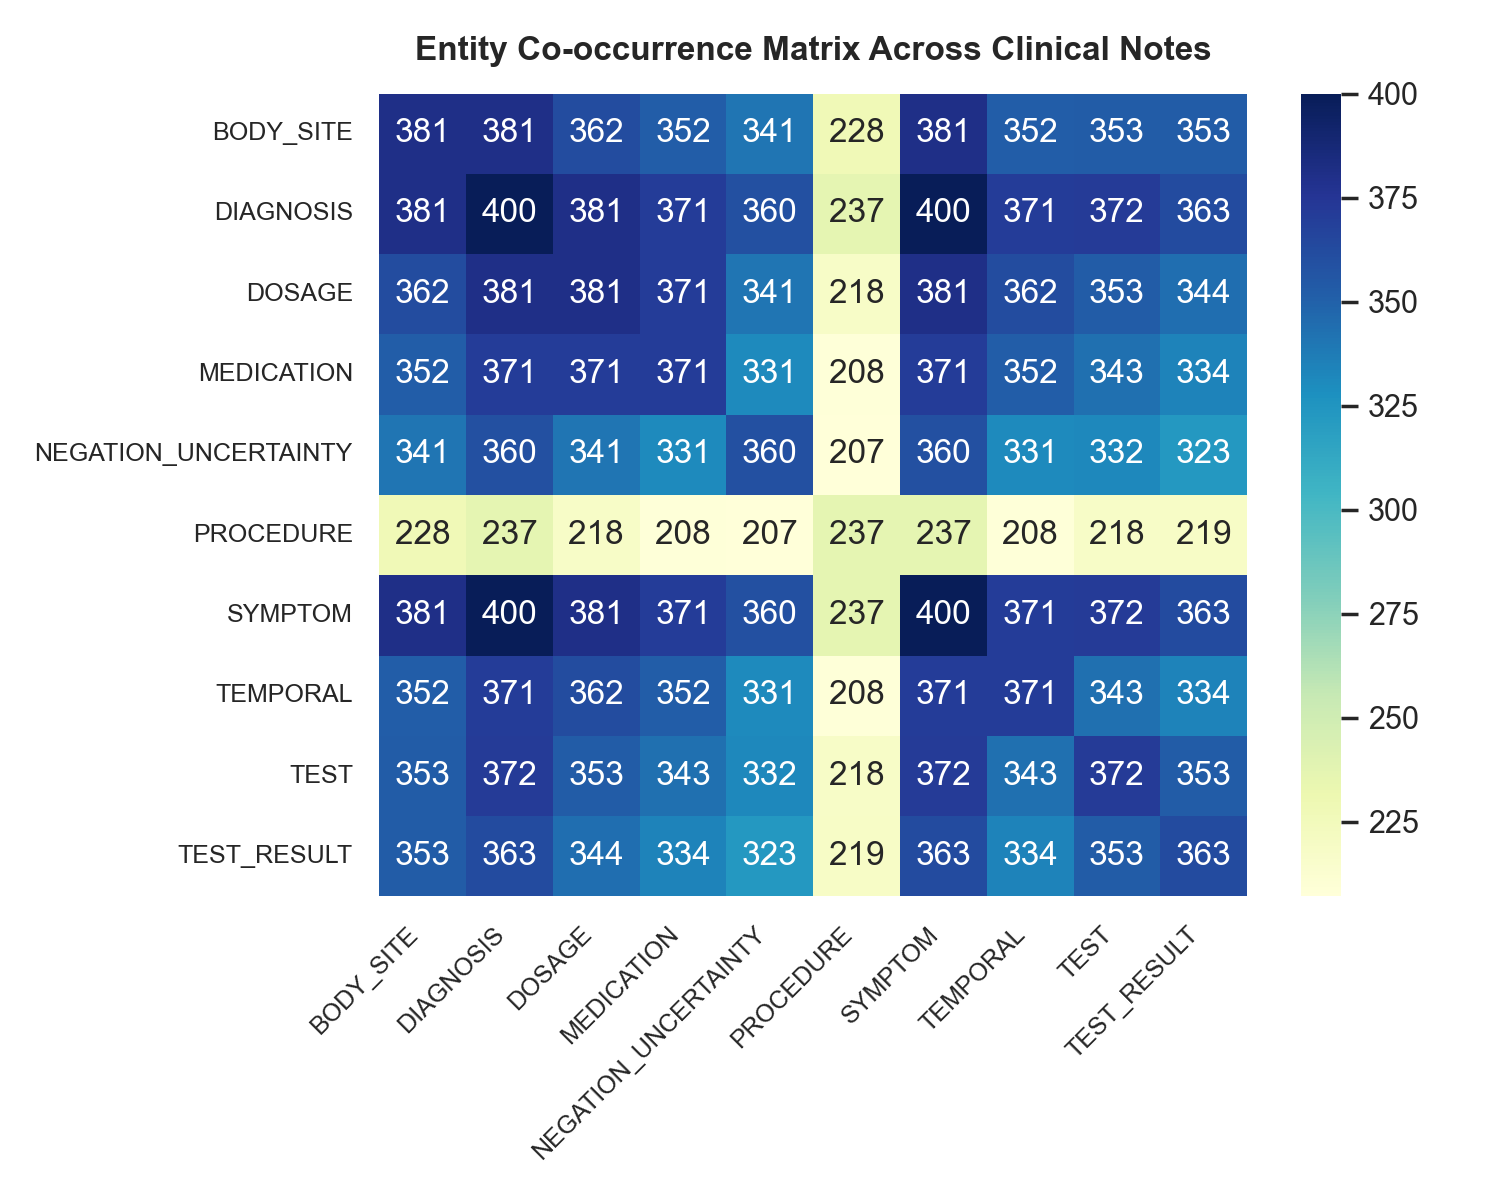 Entity Co-occurrence Matrix Across Clinical Notes
BODY_SITE 381 381 362 352 341 228 381 352 353 353
DIAGNOSIS 381 400 381 371 360 237 400 371 372 363
DOSAGE 362 381 381 371 341 218 381 362 353 344
MEDICATION 352 371 371 371 331 208 371 352 343 334
NEGATION_UNCERTAINTY 341 360 341 331 360 207 360 331 332 323
PROCEDURE 228 237 218 208 207 237 237 208 218 219
SYMPTOM 381 400 381 371 360 237 400 371 372 363
TEMPORAL 352 371 362 352 331 208 371 371 343 334
TEST 353 372 353 343 332 218 372 343 372 353
TEST_RESULT 353 363 344 334 323 219 363 334 353 363
BODY_SITE
DIAGNOSIS
DOSAGE
MEDICATION
NEGATION_UNCERTAINTY
PROCEDURE
SYMPTOM
TEMPORAL
TEST
TEST_RESULT
400
375
350
325
300
275
250
225